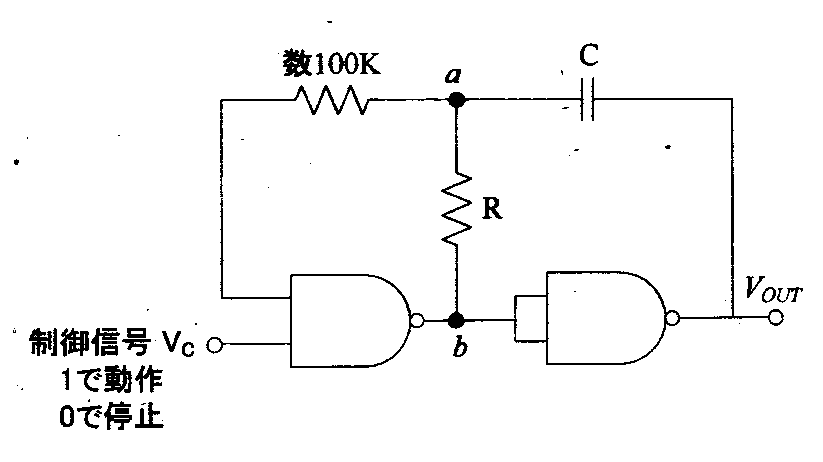 数100K
a
C
R
V_OUT
制御信号 V_C
1で動作
0で停止
b